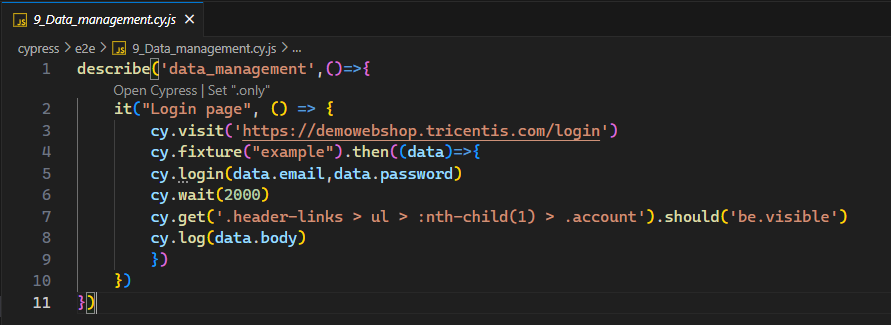 JS 9_Data_management.cy.js ×
cypress > e2e > JS 9_Data_management.cy.js > ...
1 describe('data_management',()=>{
Open Cypress | Set ".only"
2 it("Login page", () => {
3 cy.visit('https://demowebshop.tricentis.com/login')
4 cy.fixture("example").then((data)=>{
5 cy.login(data.email,data.password)
6 cy.wait(2000)
7 cy.get('.header-links > ul > :nth-child(1) > .account').should('be.visible')
8 cy.log(data.body)
9 })
10 })
11 })